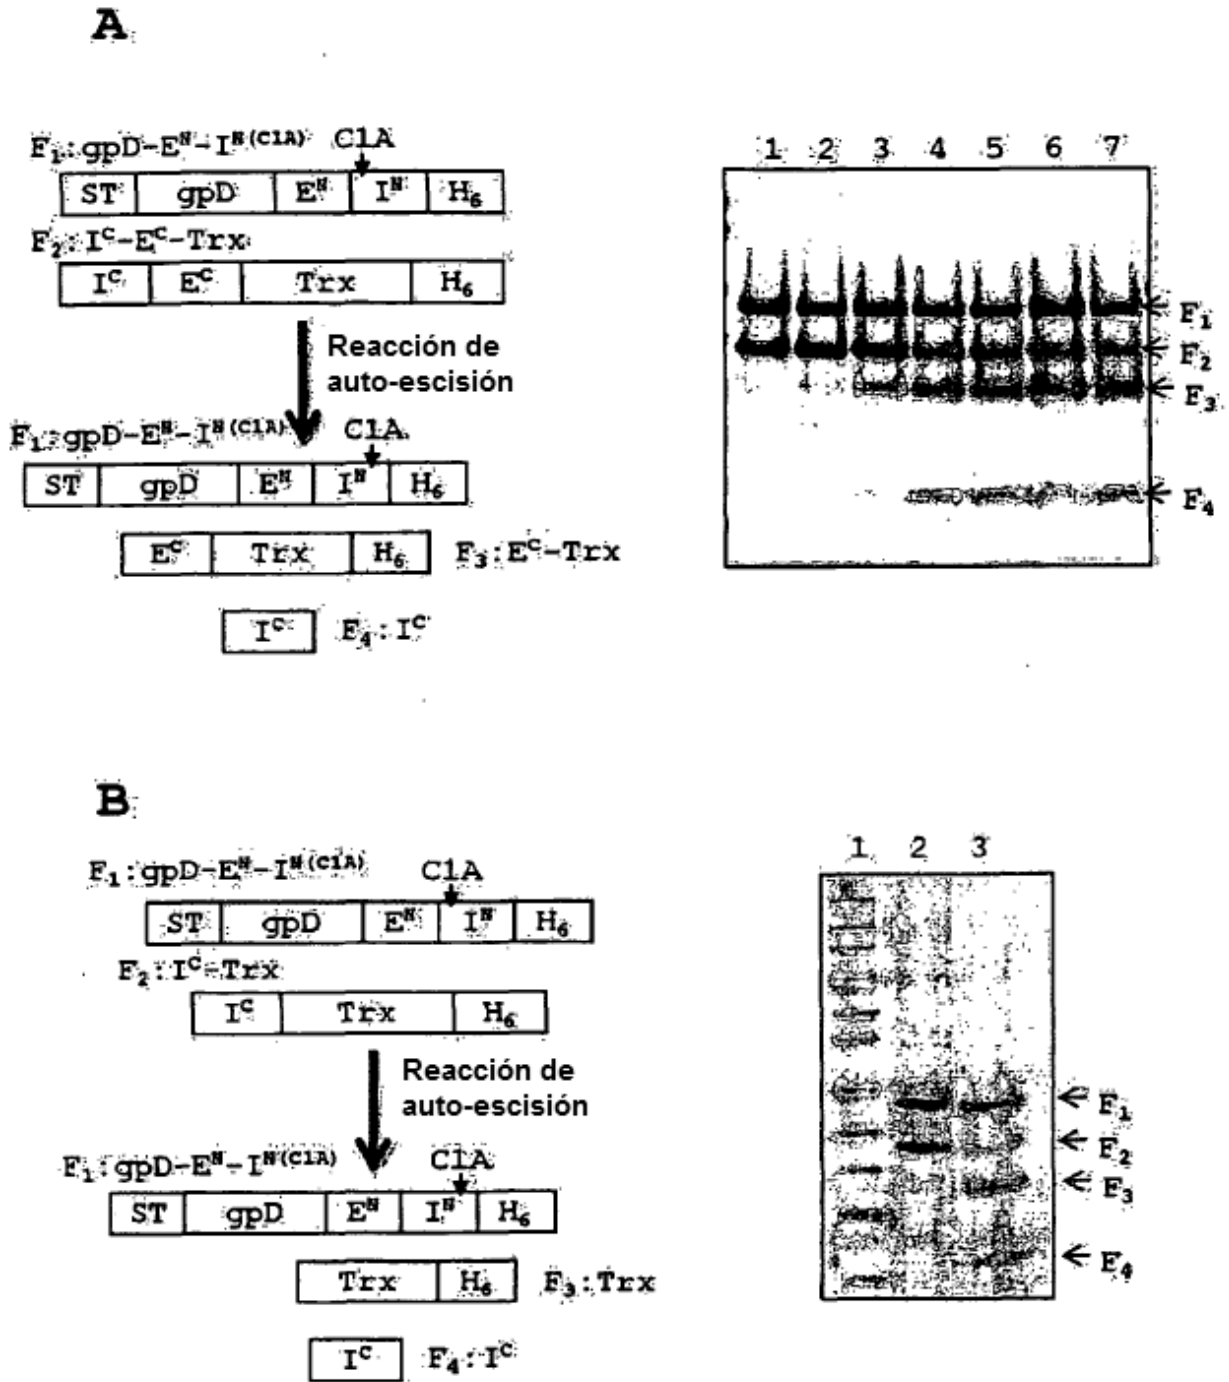 A
F₁:gpD-Eᴺ-Iᴺ⁽ᶜ¹ᴬ⁾ C1A
ST gpD Eᴺ Iᴺ H₆
F₂:Iᶜ-Eᶜ-Trx
Iᶜ Eᶜ Trx H₆
Reacción de
auto-escisión
F₁:gpD-Eᴺ-Iᴺ⁽ᶜ¹ᴬ⁾ C1A
ST gpD Eᴺ Iᴺ H₆
Eᶜ Trx H₆ F₃:Eᶜ-Trx
Iᶜ F₄:Iᶜ
1 2 3 4 5 6 7
F₁
F₂
F₃
F₄
B
F₁:gpD-Eᴺ-Iᴺ⁽ᶜ¹ᴬ⁾ C1A
ST gpD Eᴺ Iᴺ H₆
F₂:Iᶜ-Trx
Iᶜ Trx H₆
Reacción de
auto-escisión
F₁:gpD-Eᴺ-Iᴺ⁽ᶜ¹ᴬ⁾ C1A
ST gpD Eᴺ Iᴺ H₆
Trx H₆ F₃:Trx
Iᶜ F₄:Iᶜ
1 2 3
F₁
F₂
F₃
F₄